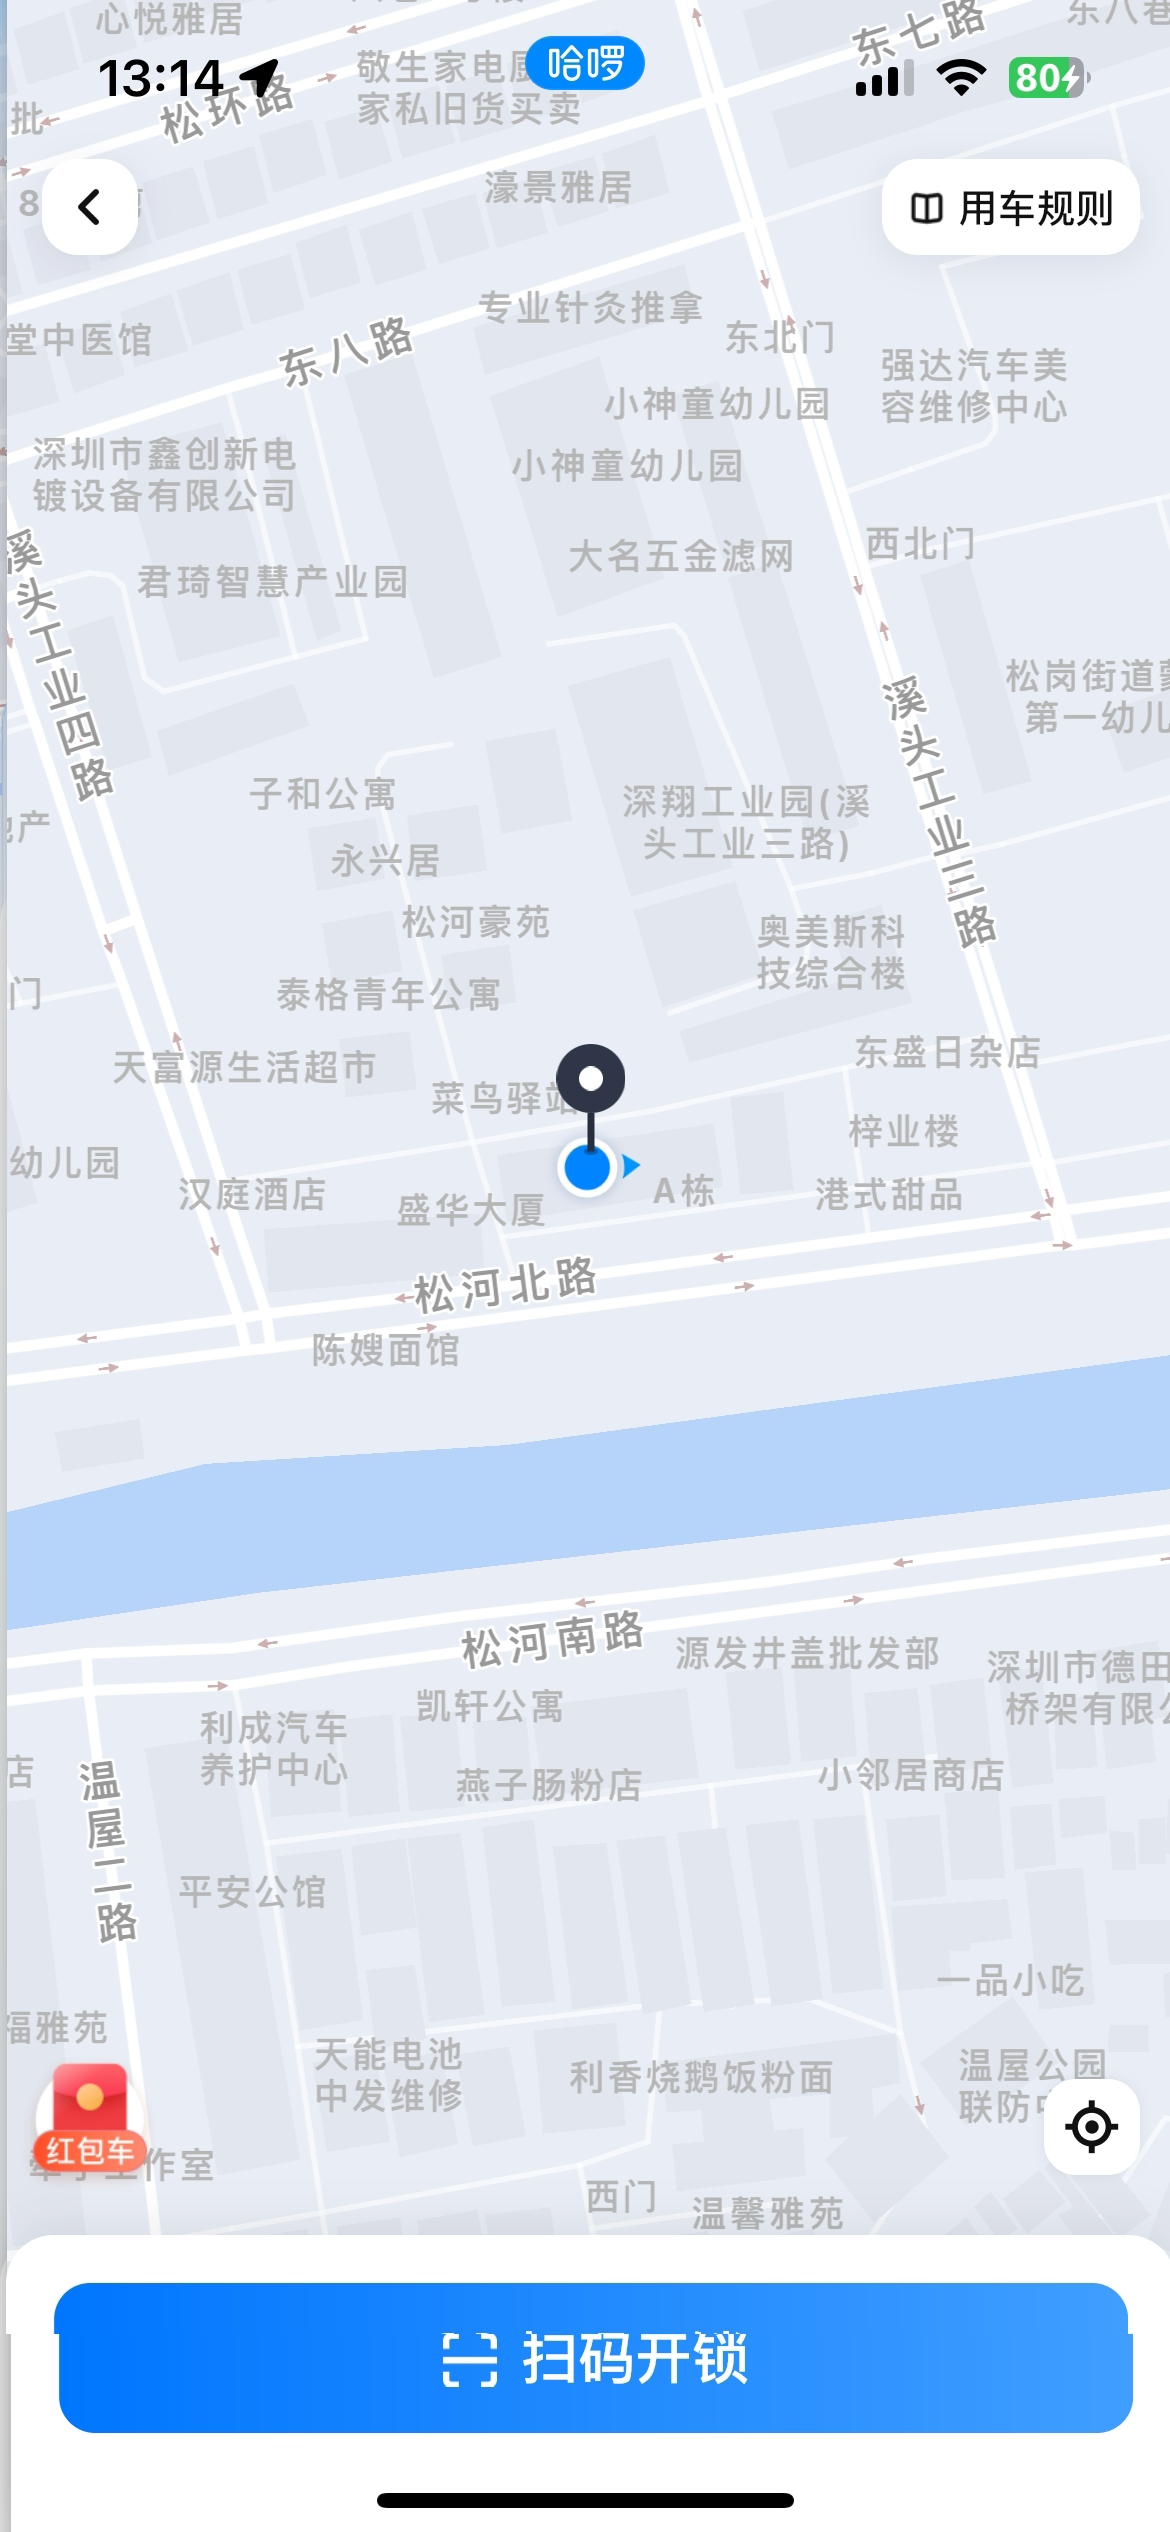 心悦雅居
东七路
东八巷
13:14
敬生家电
家私旧货买卖
哈啰
80
松环路
批
8
濠景雅居
用车规则
专业针灸推拿
东北门
堂中医馆
东八路
强达汽车美
容维修中心
小神童幼儿园
深圳市鑫创新电
镀设备有限公司
小神童幼儿园
西北门
大名五金滤网
君琦智慧产业园
溪头工业四路
松岗街道
第一幼儿
溪头工业三路
子和公寓
深翔工业园(溪
头工业三路)
产
永兴居
松河豪苑
奥美斯科
技综合楼
门
泰格青年公寓
天富源生活超市
东盛日杂店
菜鸟驿站
梓业楼
幼儿园
汉庭酒店
盛华大厦
A栋
港式甜品
松河北路
陈嫂面馆
松河南路
源发井盖批发部
深圳市德田
桥架有限公
凯轩公寓
利成汽车
养护中心
店
燕子肠粉店
小邻居商店
温屋二路
平安公馆
一品小吃
福雅苑
天能电池
中发维修
利香烧鹅饭粉面
温屋公园
联防
红包车
作室
西门
温馨雅苑
扫码开锁